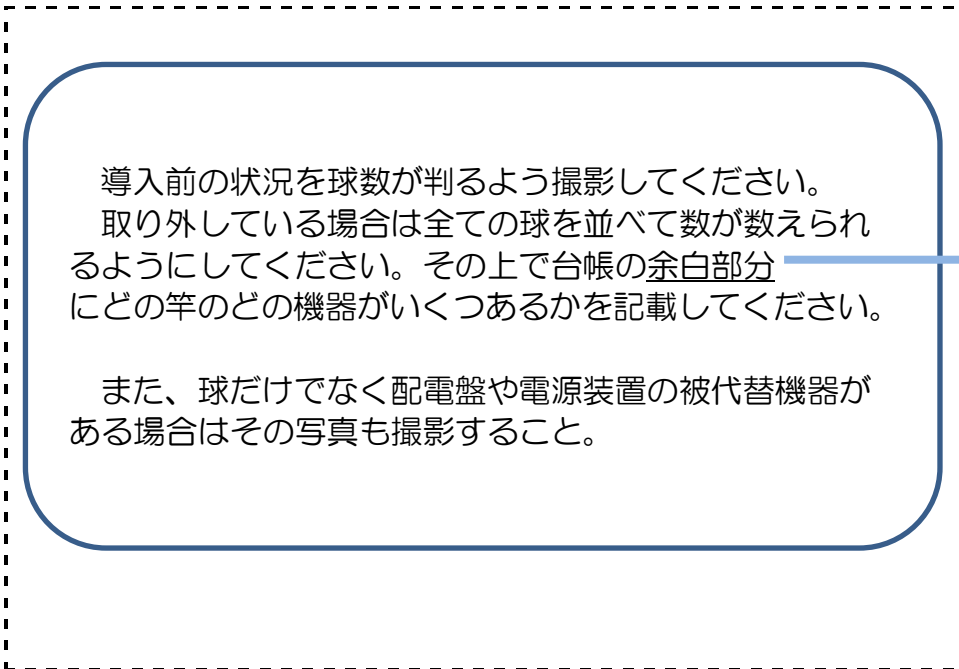 導入前の状況を球数が判るよう撮影してください。
取り外している場合は全ての球を並べて数が数えられ
るようにしてください。その上で台帳の余白部分
にどの竿のどの機器がいくつあるかを記載してください。
また、球だけでなく配電盤や電源装置の被代替機器が
ある場合はその写真も撮影すること。